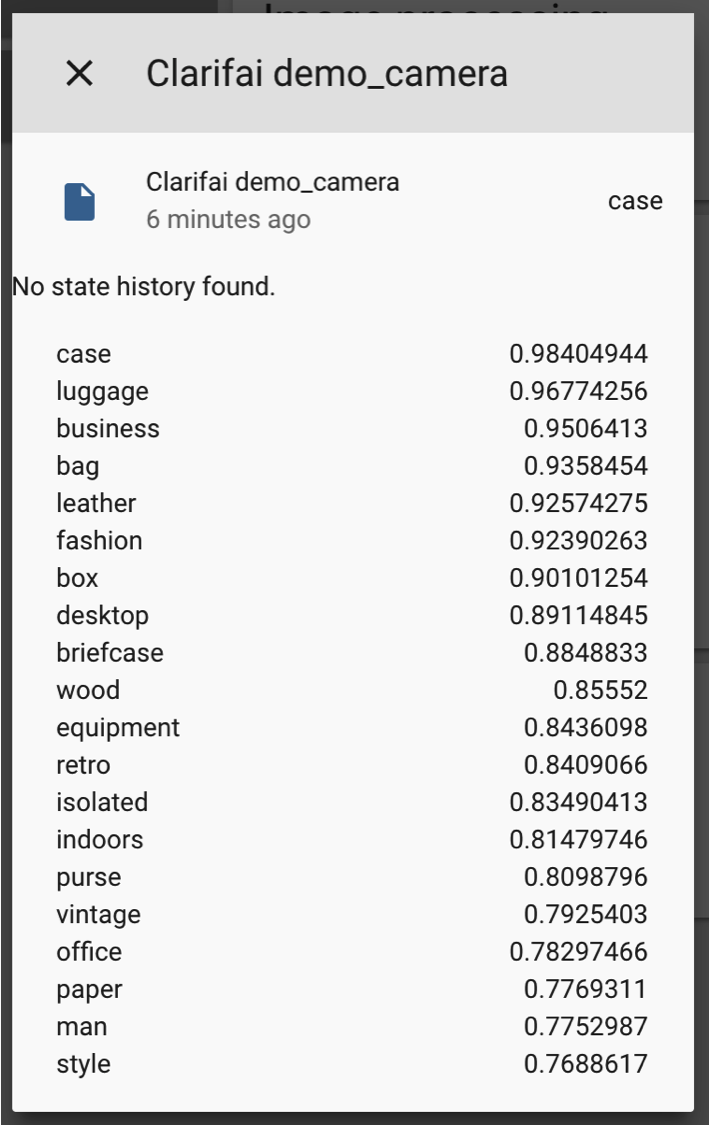 Image processing
Clarifai demo_camera
Clarifai demo_camera
6 minutes ago
case
No state history found.
case 0.98404944
luggage 0.96774256
business 0.9506413
bag 0.9358454
leather 0.92574275
fashion 0.92390263
box 0.90101254
desktop 0.89114845
briefcase 0.8848833
wood 0.85552
equipment 0.8436098
retro 0.8409066
isolated 0.83490413
indoors 0.81479746
purse 0.8098796
vintage 0.7925403
office 0.78297466
paper 0.7769311
man 0.7752987
style 0.7688617